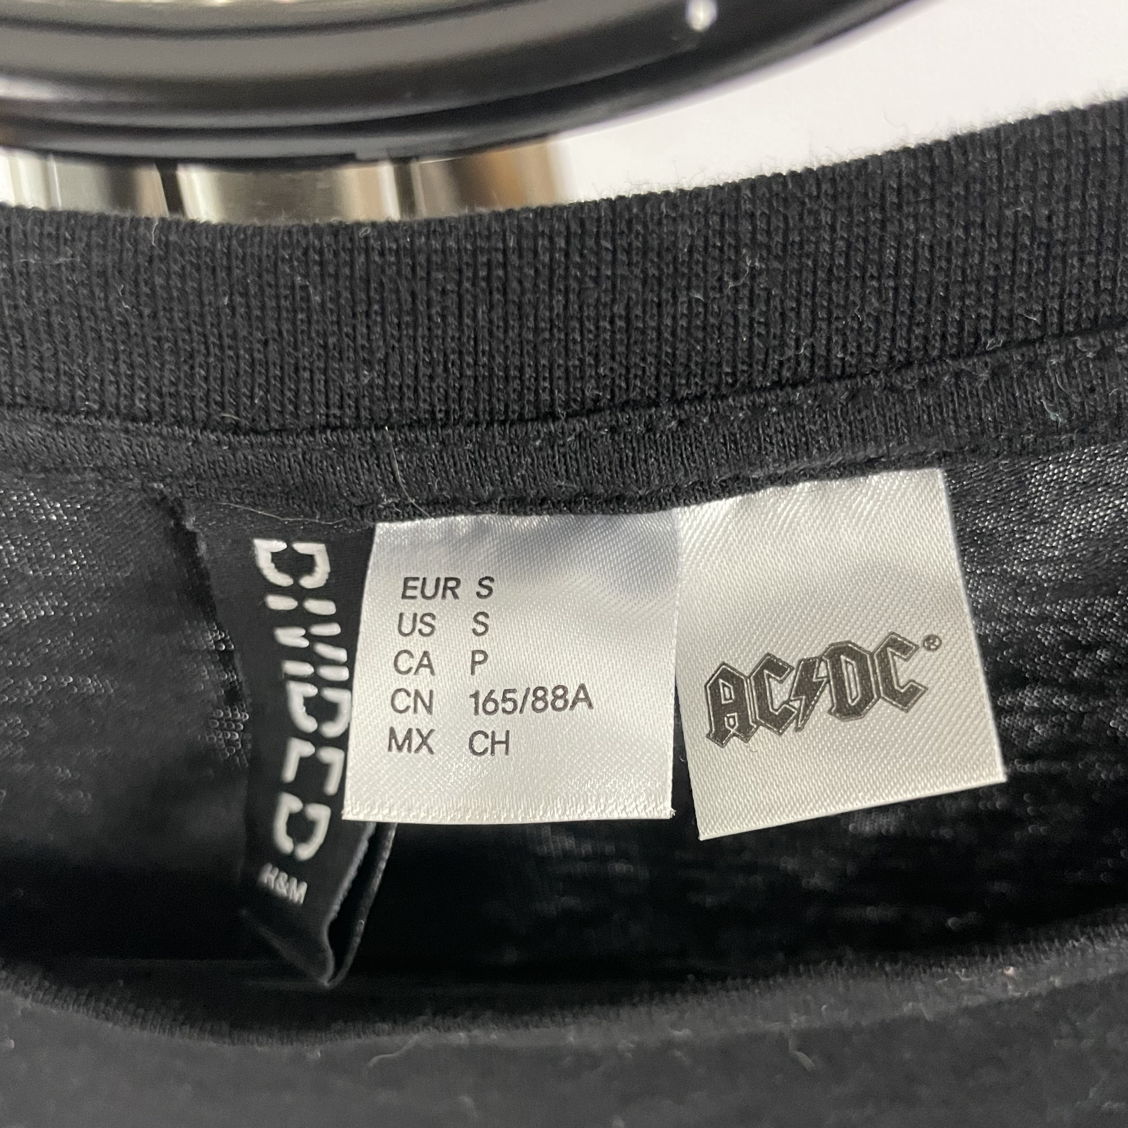 DIVIDED
H&M
EUR S
US S
CA P
CN 165/88A
MX CH
AC/DC®